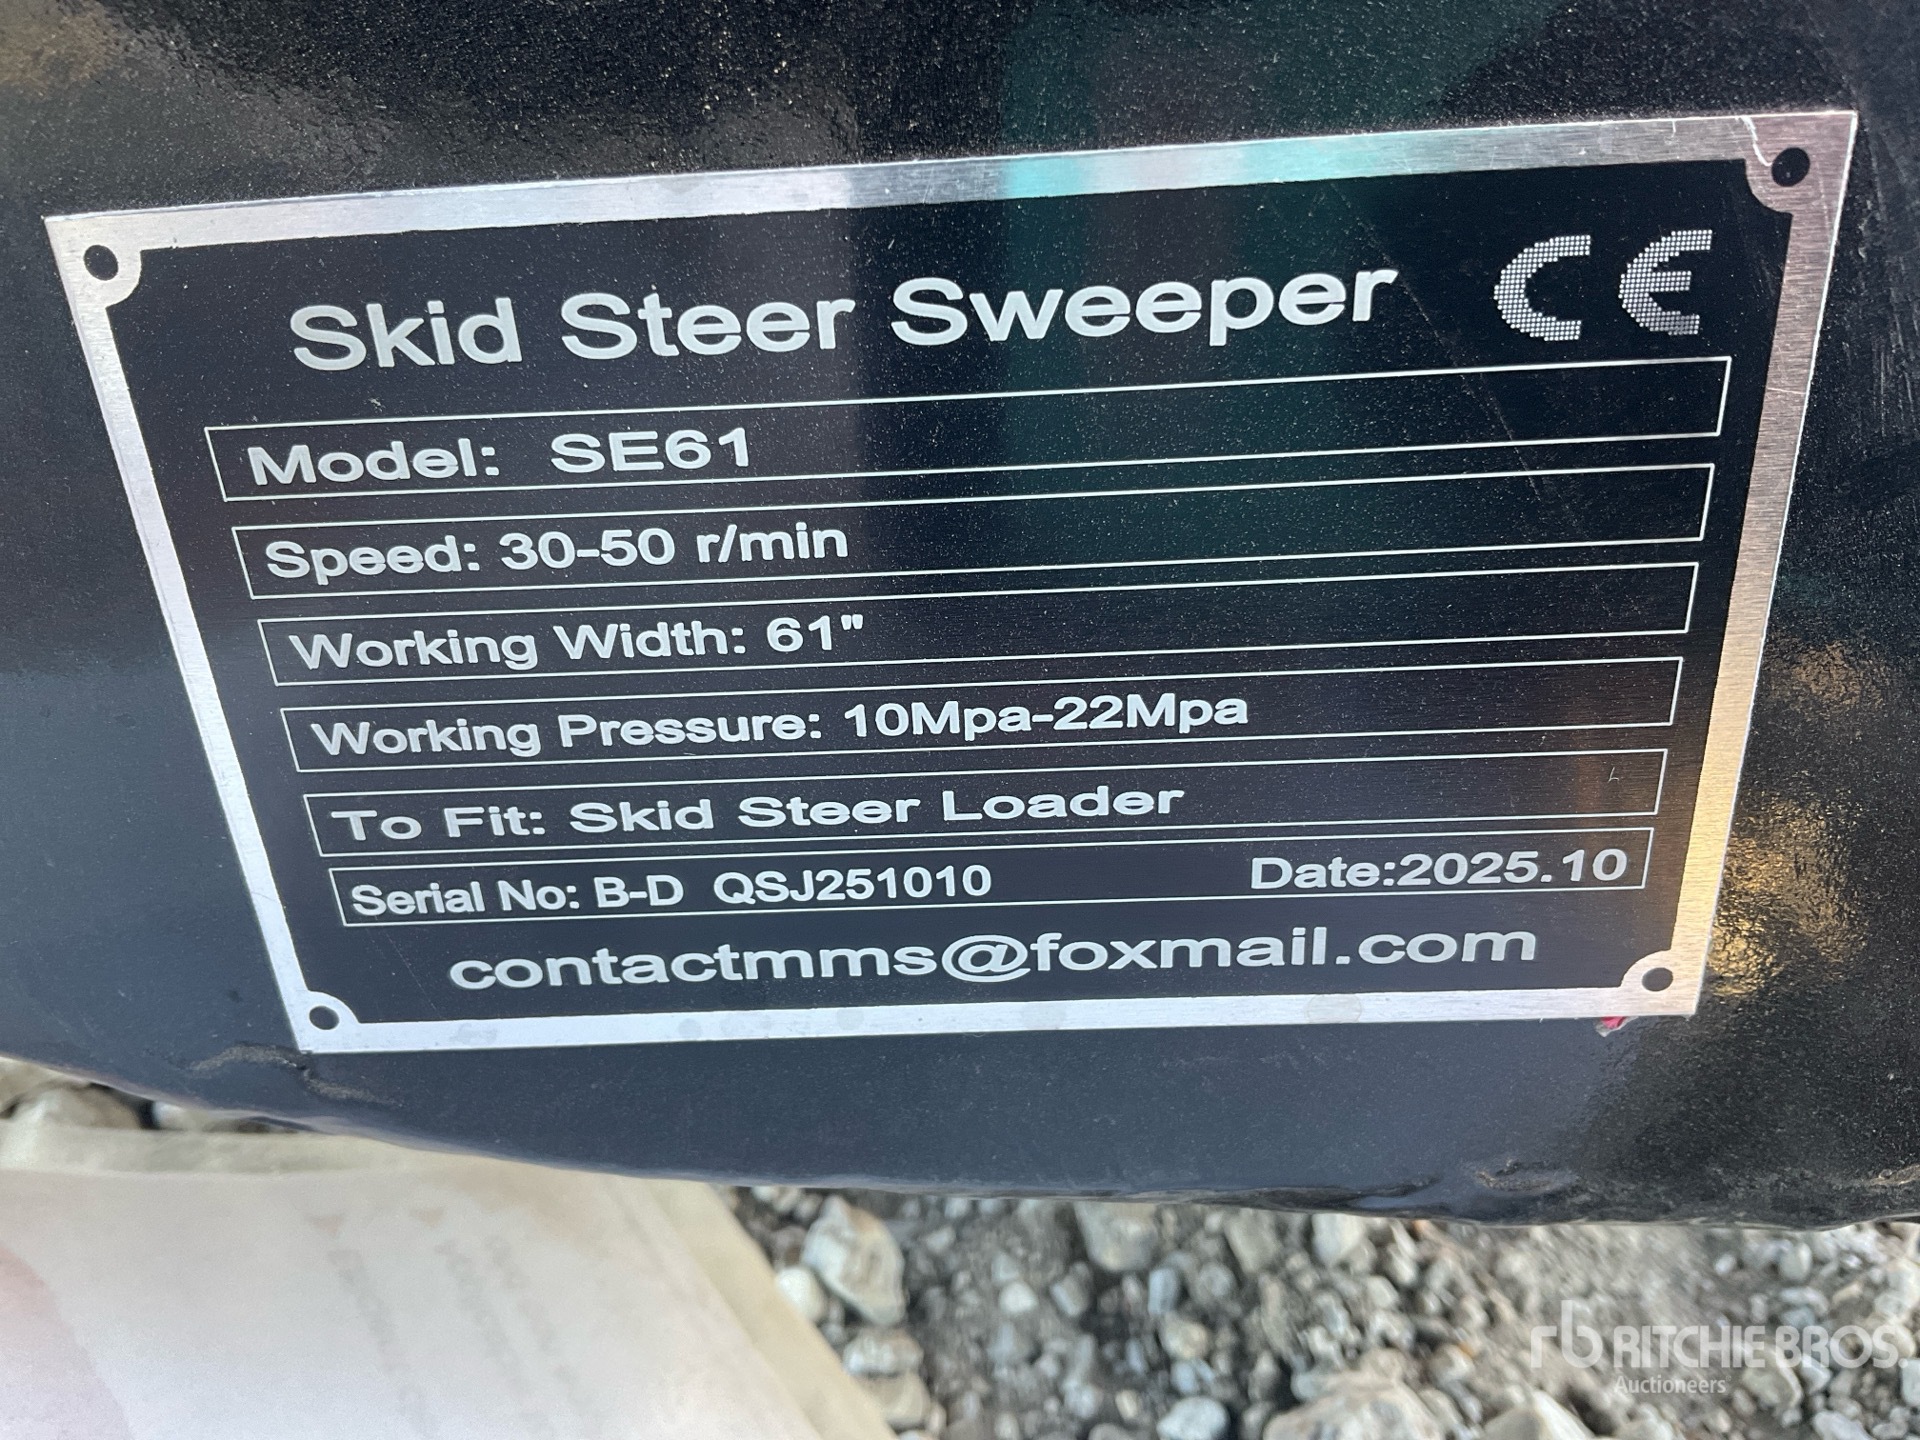 Skid Steer Sweeper CE
Model: SE61
Speed: 30-50 r/min
Working Width: 61"
Working Pressure: 10Mpa-22Mpa
To Fit: Skid Steer Loader
Serial No: B-D QSJ251010 Date:2025.10
contactmms@foxmail.com
rb RITCHIE BROS.
Auctioneers